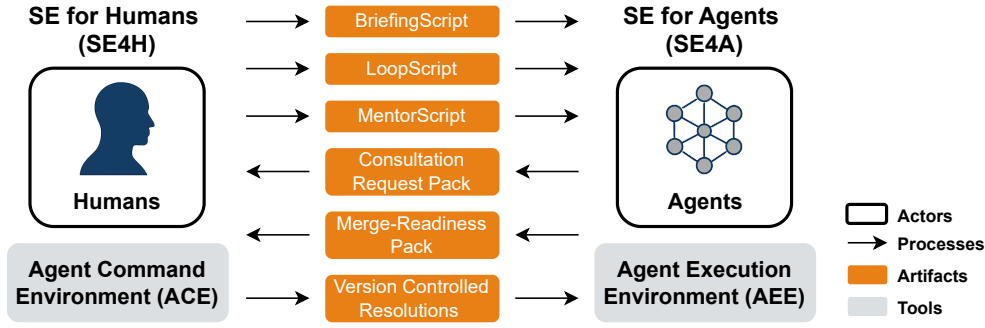 SE for Humans
(SE4H)
Humans
Agent Command
Environment (ACE)
BriefingScript
LoopScript
MentorScript
Consultation
Request Pack
Merge-Readiness
Pack
Version Controlled
Resolutions
SE for Agents
(SE4A)
Agents
Agent Execution
Environment (AEE)
Actors
Processes
Artifacts
Tools